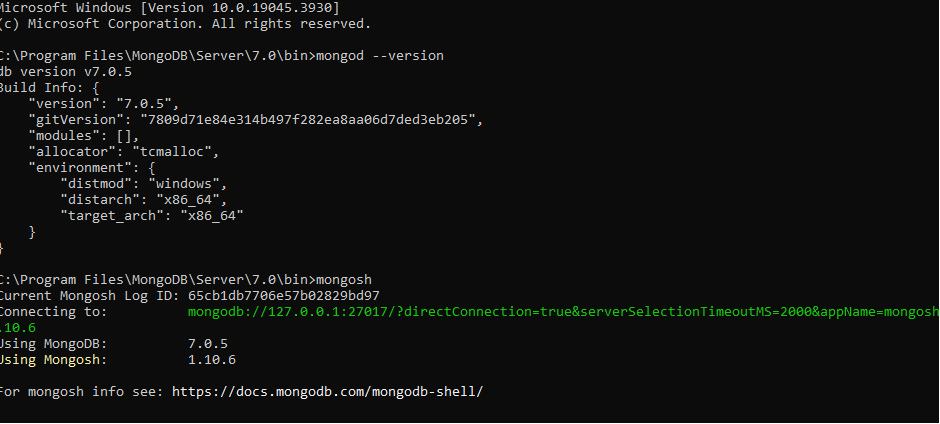 Microsoft Windows [Version 10.0.19045.3930]
(c) Microsoft Corporation. All rights reserved.
C:\Program Files\MongoDB\Server\7.0\bin>mongod --version
db version v7.0.5
Build Info: {
    "version": "7.0.5",
    "gitVersion": "7809d71e84e314b497f282ea8aa06d7ded3eb205",
    "modules": [],
    "allocator": "tcmalloc",
    "environment": {
        "distmod": "windows",
        "distarch": "x86_64",
        "target_arch": "x86_64"
    }
}
C:\Program Files\MongoDB\Server\7.0\bin>mongosh
Current Mongosh Log ID: 65cb1db7706e57b02829bd97
Connecting to:          mongodb://127.0.0.1:27017/?directConnection=true&serverSelectionTimeoutMS=2000&appName=mongosh
.10.6
Using MongoDB:          7.0.5
Using Mongosh:          1.10.6
For mongosh info see: https://docs.mongodb.com/mongodb-shell/